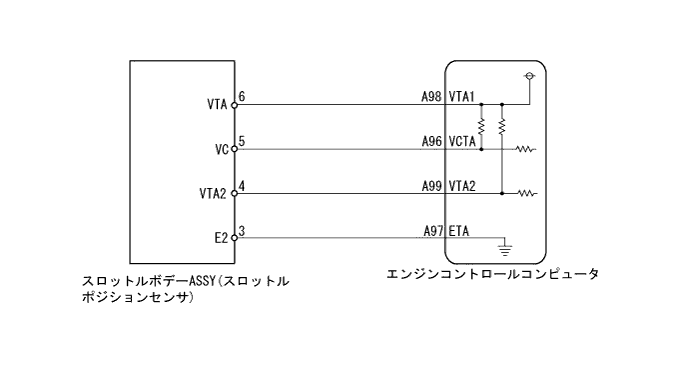 VTA 6 A98 VTA1
VC 5 A96 VCTA
VTA2 4 A99 VTA2
E2 3 A97 ETA
スロットルボデーASSY(スロットル
ポジションセンサ)
エンジンコントロールコンピュータ